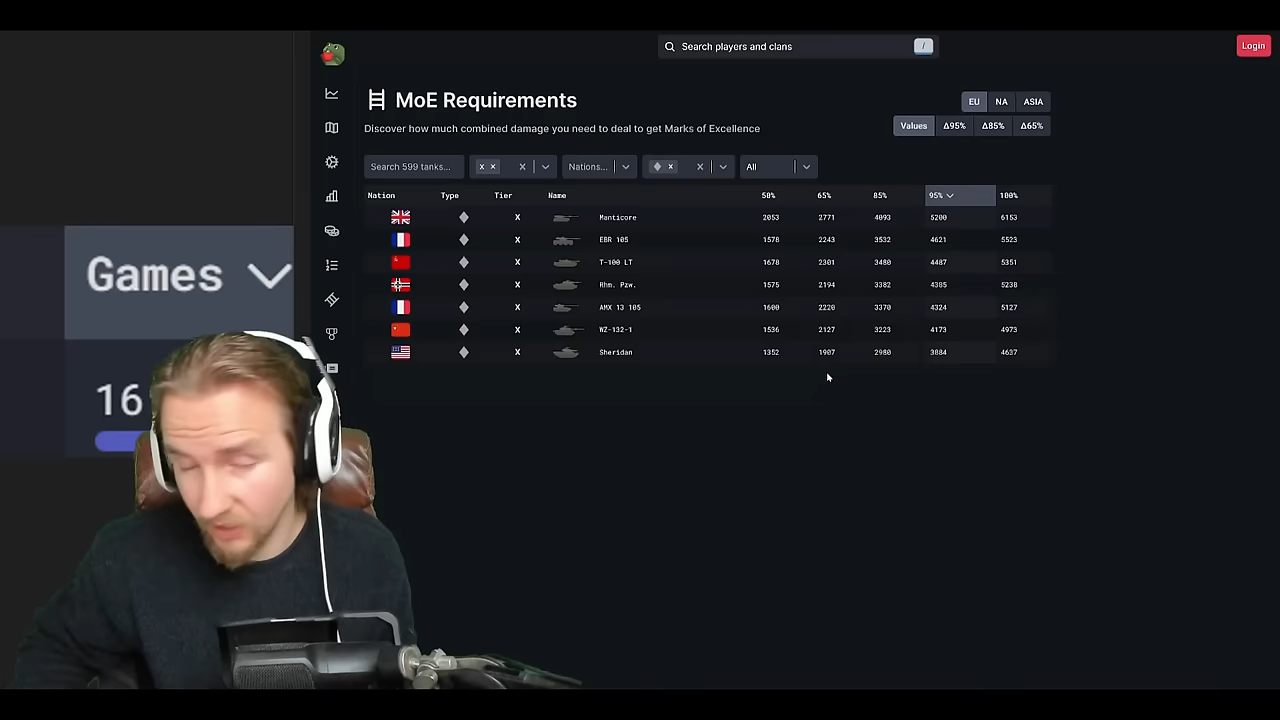 Search players and clans /
Login
MoE Requirements
EU NA ASIA
Discover how much combined damage you need to deal to get Marks of Excellence
Values Δ95% Δ85% Δ65%
Search 599 tanks... X × Nations... × All
Nation Type Tier Name 50% 65% 85% 95% 100%
X Manticore 2053 2771 4093 5200 6153
X EBR 105 1578 2243 3532 4621 5523
X T-100 LT 1678 2301 3480 4487 5351
X Rhm. Pzw. 1575 2194 3382 4385 5238
X AMX 13 105 1600 2220 3370 4324 5127
X WZ-132-1 1536 2127 3223 4173 4973
X Sheridan 1352 1907 2980 3884 4637
Games
16